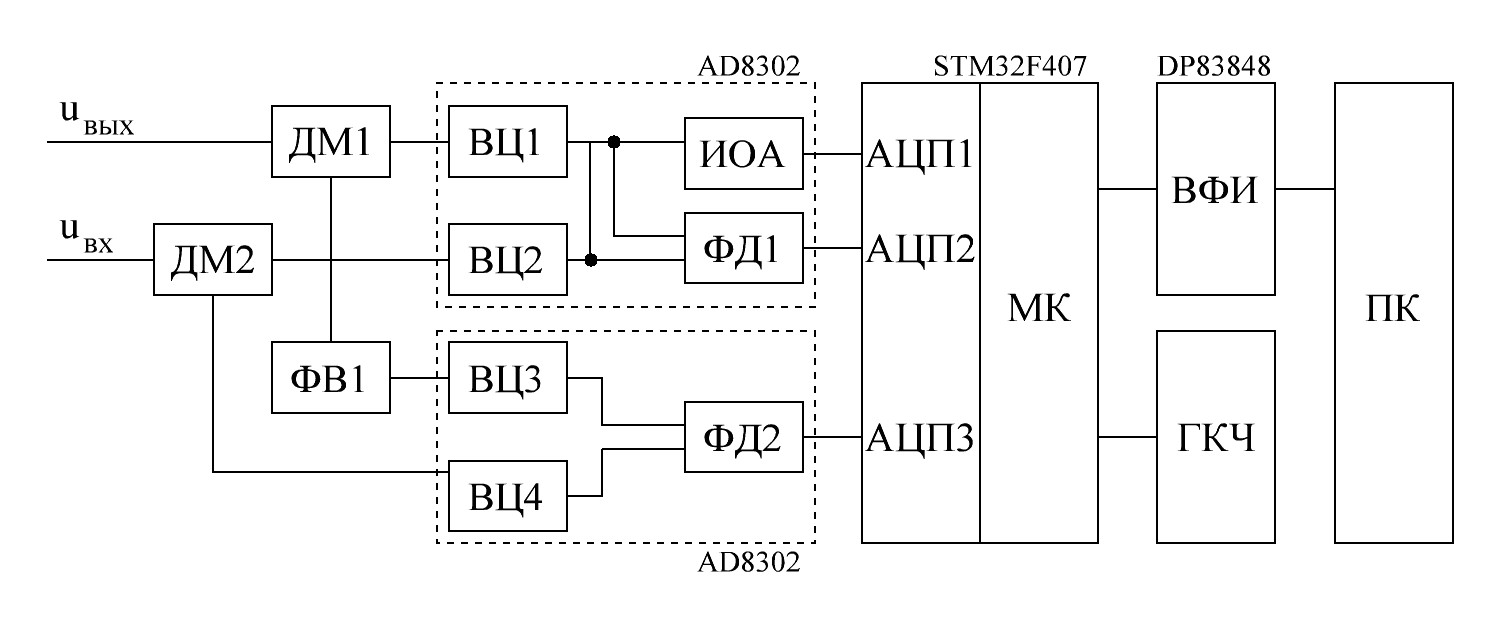 AD8302
STM32F407
DP83848
uвых
ДМ1
ВЦ1
ИОА
АЦП1
ВФИ
uвх
ДМ2
ВЦ2
ФД1
АЦП2
МК
ПК
ФВ1
ВЦ3
ФД2
АЦП3
ГКЧ
ВЦ4
AD8302